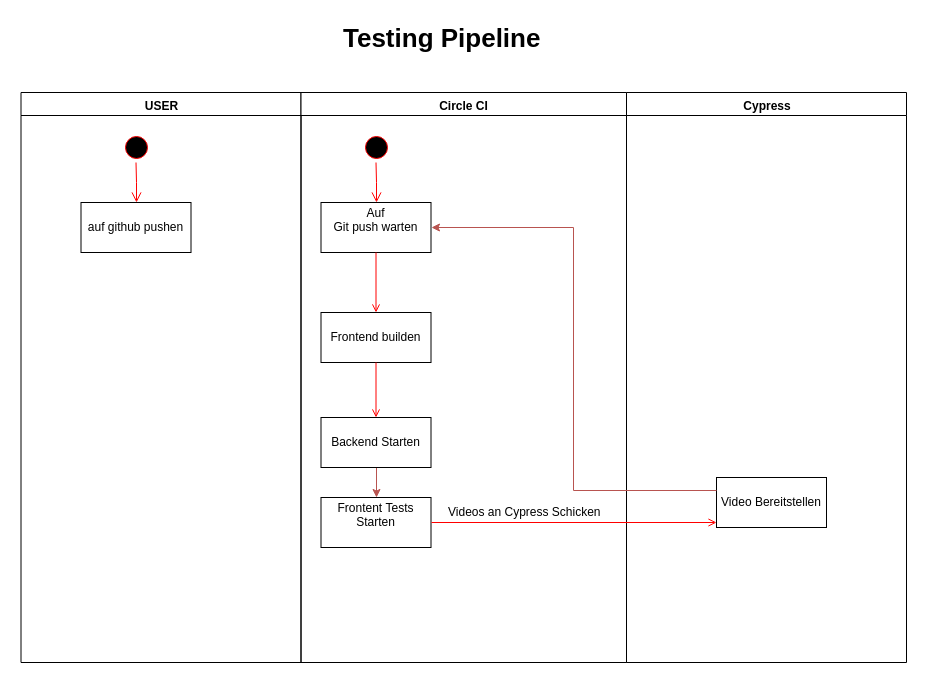 Testing Pipeline
USER
Circle CI
Cypress
auf github pushen
Auf
Git push warten
Frontend builden
Backend Starten
Frontent Tests
Starten
Videos an Cypress Schicken
Video Bereitstellen